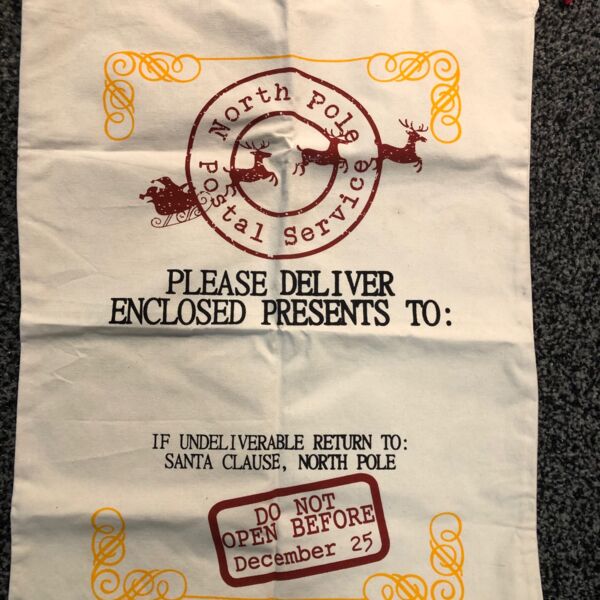 North Pole
Postal Service
PLEASE DELIVER
ENCLOSED PRESENTS TO:
IF UNDELIVERABLE RETURN TO:
SANTA CLAUSE, NORTH POLE
DO NOT
OPEN BEFORE
December 25